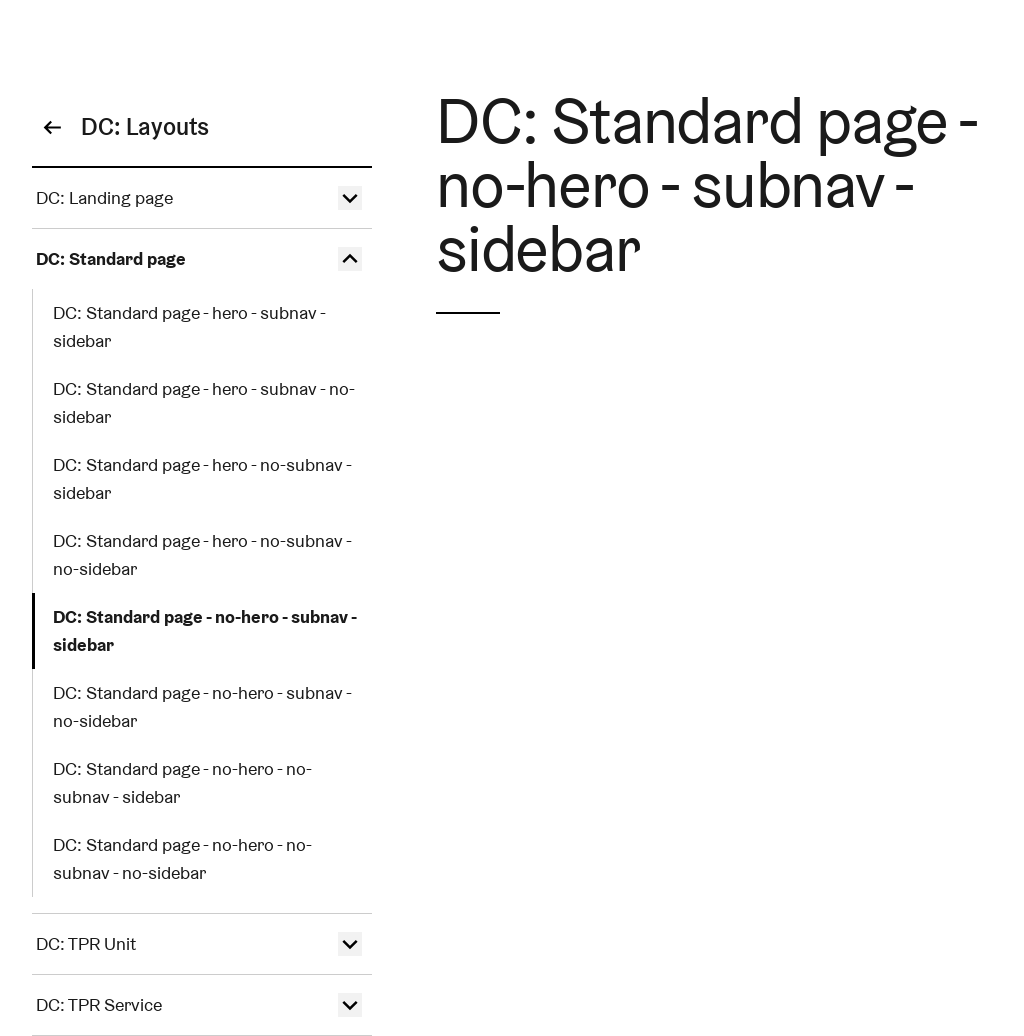 DC: Layouts
DC: Landing page
DC: Standard page
DC: Standard page - hero - subnav -
sidebar
DC: Standard page - hero - subnav - no-
sidebar
DC: Standard page - hero - no-subnav -
sidebar
DC: Standard page - hero - no-subnav -
no-sidebar
DC: Standard page - no-hero - subnav -
sidebar
DC: Standard page - no-hero - subnav -
no-sidebar
DC: Standard page - no-hero - no-
subnav - sidebar
DC: Standard page - no-hero - no-
subnav - no-sidebar
DC: TPR Unit
DC: TPR Service
DC: Standard page -
no-hero - subnav -
sidebar